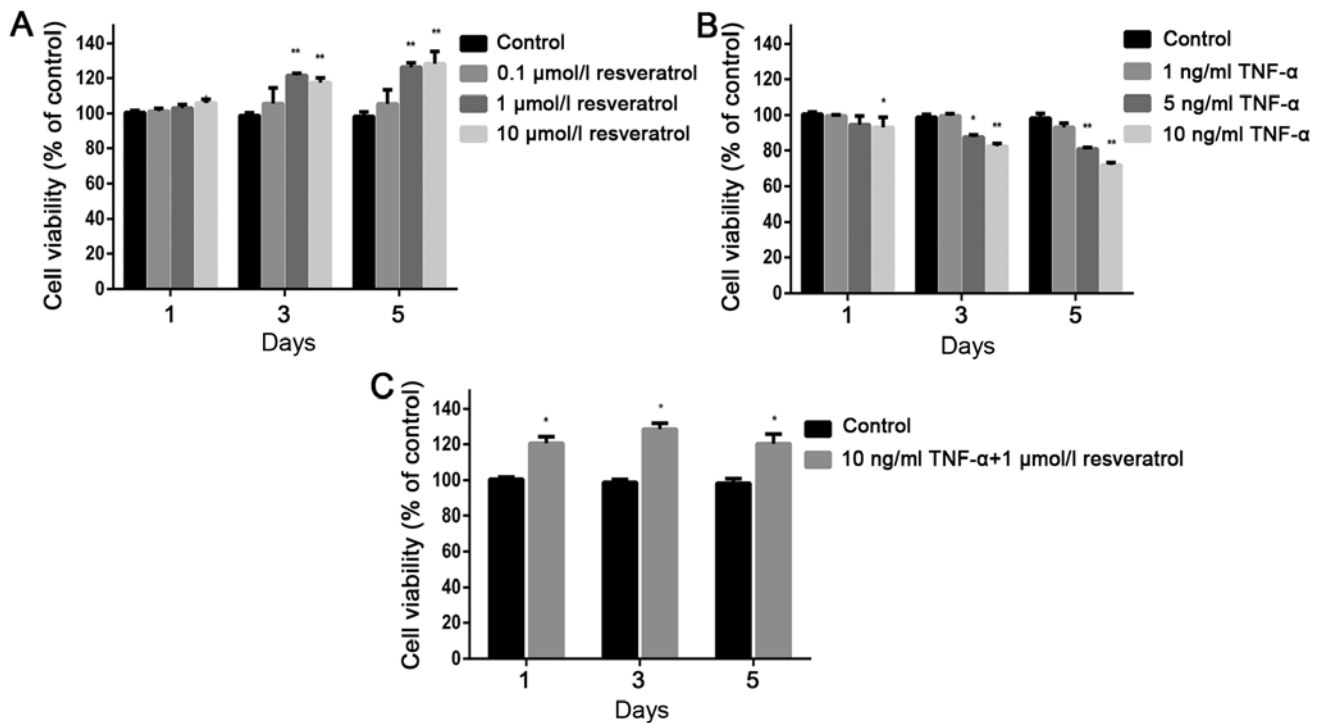 A
Cell viability (% of control)
140
120
100
80
60
40
20
0
** ** ** **
*
1 3 5
Days
Control
0.1 µmol/l resveratrol
1 µmol/l resveratrol
10 µmol/l resveratrol
B
Cell viability (% of control)
140
120
100
80
60
40
20
0
* * ** ** **
1 3 5
Days
Control
1 ng/ml TNF-α
5 ng/ml TNF-α
10 ng/ml TNF-α
C
Cell viability (% of control)
140
120
100
80
60
40
20
0
* * *
1 3 5
Days
Control
10 ng/ml TNF-α+1 µmol/l resveratrol